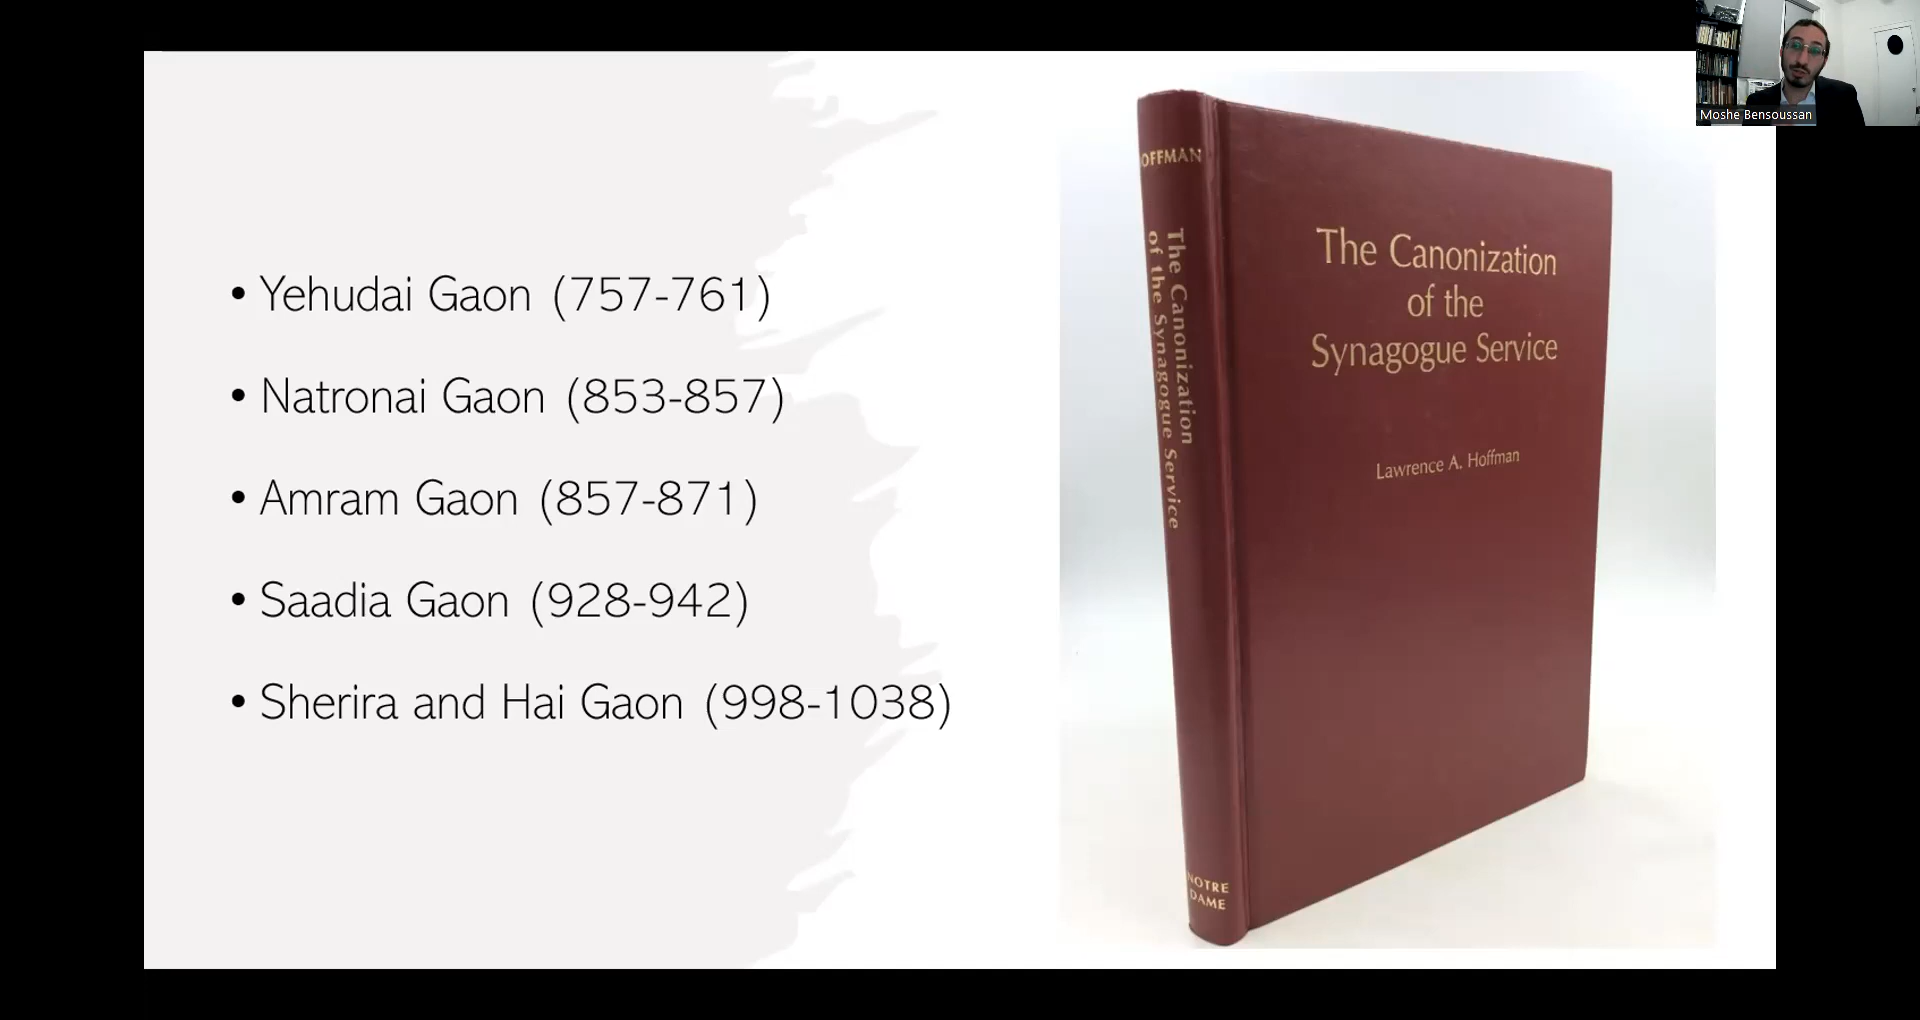 • Yehudai Gaon (757-761)
• Natronai Gaon (853-857)
• Amram Gaon (857-871)
• Saadia Gaon (928-942)
• Sherira and Hai Gaon (998-1038)
OFFMAN
The Canonization
of the Synagogue Service
NOTRE
DAME
The Canonization
of the
Synagogue Service
Lawrence A. Hoffman
Moshe Bensoussan